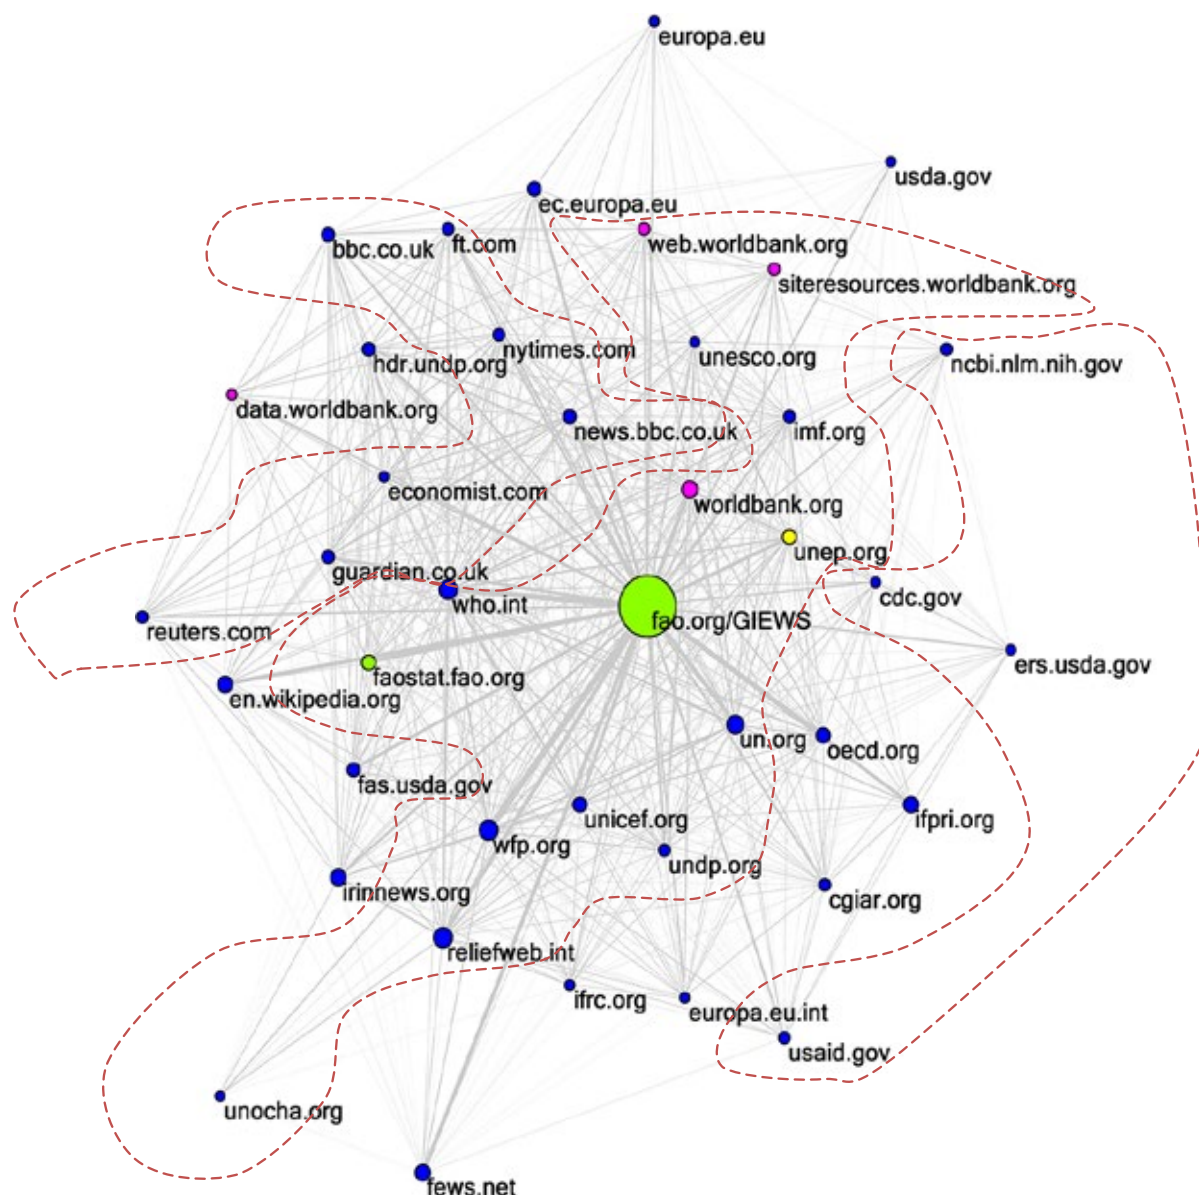 europa.eu
usda.gov
ec.europa.eu
bbc.co.uk
ft.com
web.worldbank.org
siteresources.worldbank.org
hdr.undp.org
nytimes.com
unesco.org
ncbi.nlm.nih.gov
data.worldbank.org
news.bbc.co.uk
imf.org
economist.com
worldbank.org
unep.org
guardian.co.uk
who.int
cdc.gov
fao.org/GIEWS
reuters.com
ers.usda.gov
faostat.fao.org
en.wikipedia.org
un.org
oecd.org
fas.usda.gov
unicef.org
ifpri.org
wfp.org
undp.org
irinnews.org
cgiar.org
reliefweb.int
ifrc.org
europa.eu.int
usaid.gov
unocha.org
fews.net